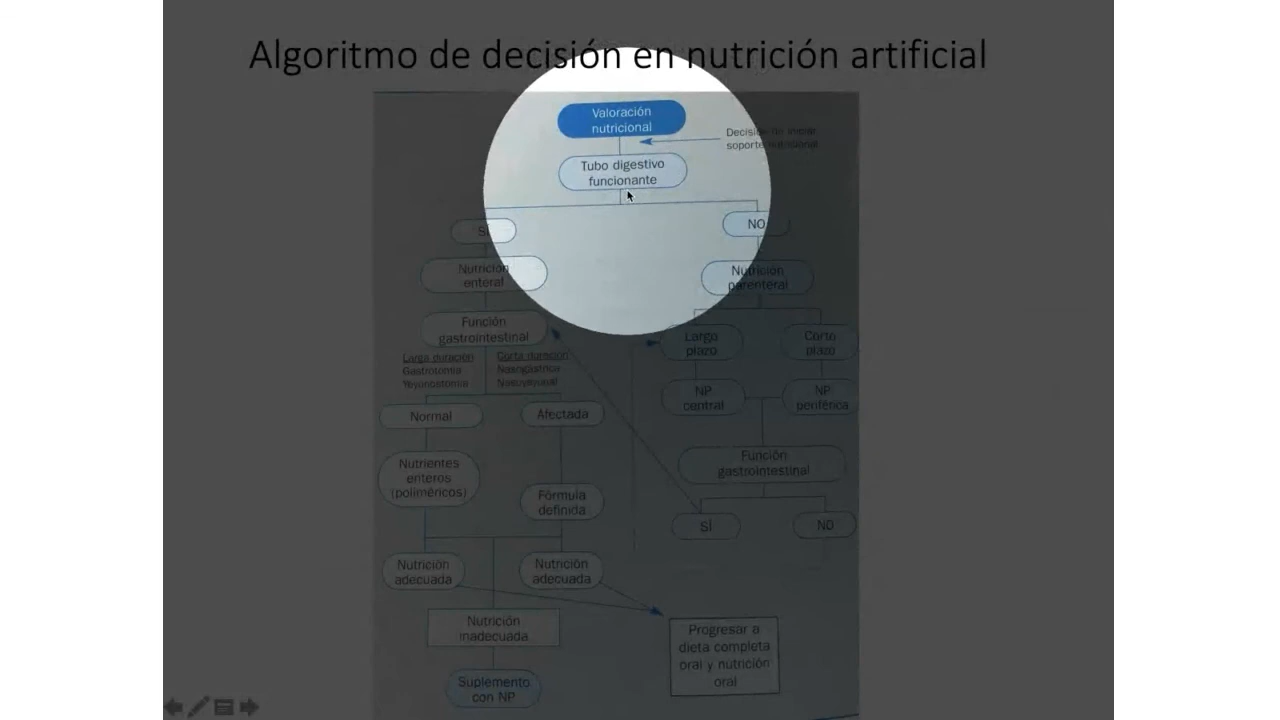 Algoritmo de decisión en nutrición artificial
Valoración
nutricional
Decisión de iniciar
soporte nutricional
Tubo digestivo
funcionante
SÍ
NO
Nutrición
enteral
Nutrición
parenteral
Función
gastrointestinal
Largo
plazo
Corto
plazo
Larga duración
Gastrotomía
Yeyunostomía
Corta duración
Nasogástrica
Nasoyeyunal
NP
central
NP
periférica
Normal
Afectada
Función
gastrointestinal
Nutrientes
enteros
(poliméricos)
Fórmula
definida
SÍ
NO
Nutrición
adecuada
Nutrición
adecuada
Nutrición
inadecuada
Progresar a
dieta completa
oral y nutrición
oral
Suplemento
con NP